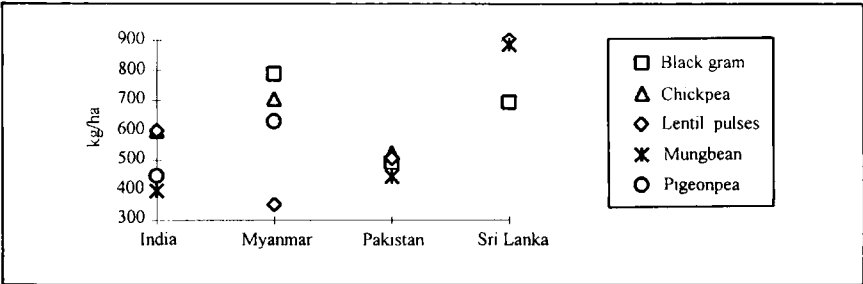 900
800
700
600
500
400
300
kg/ha
India
Myanmar
Pakistan
Sri Lanka
Black gram
Chickpea
Lentil pulses
Mungbean
Pigeonpea